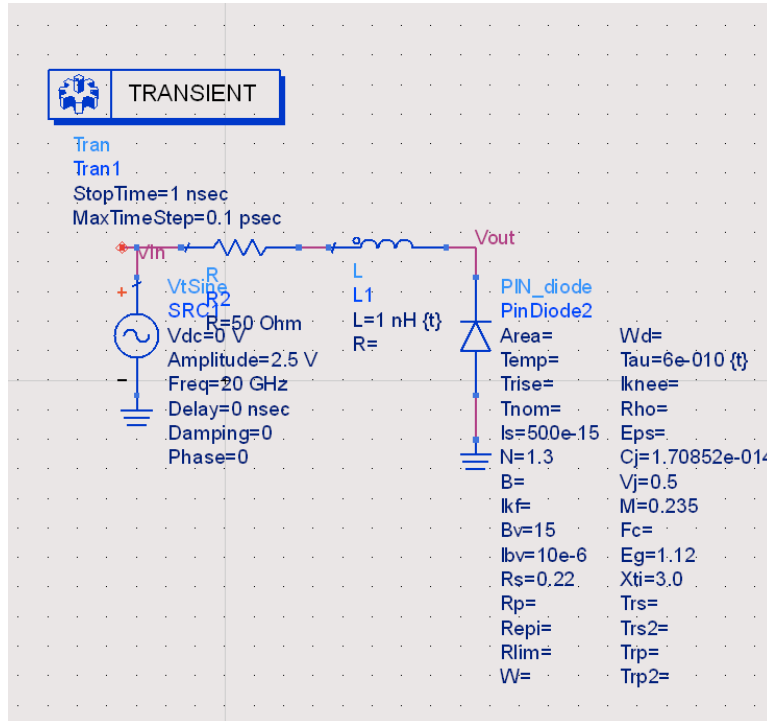 TRANSIENT
Tran
Tran1
StopTime=1 nsec
MaxTimeStep=0.1 psec
Vin
VtSine
SRC1
Vdc=0 V
Amplitude=2.5 V
Freq=20 GHz
Delay=0 nsec
Damping=0
Phase=0
R
R2
R=50 Ohm
L
L1
L=1 nH {t}
R=
Vout
PIN_diode
PinDiode2
Area=
Temp=
Trise=
Tnom=
Is=500e-15
N=1.3
B=
Ikf=
Bv=15
Ibv=10e-6
Rs=0.22
Rp=
Repi=
Rlim=
W=
Wd=
Tau=6e-010 {t}
Iknee=
Rho=
Eps=
Cj=1.70852e-014
Vj=0.5
M=0.235
Fc=
Eg=1.12
Xti=3.0
Trs=
Trs2=
Trp=
Trp2=